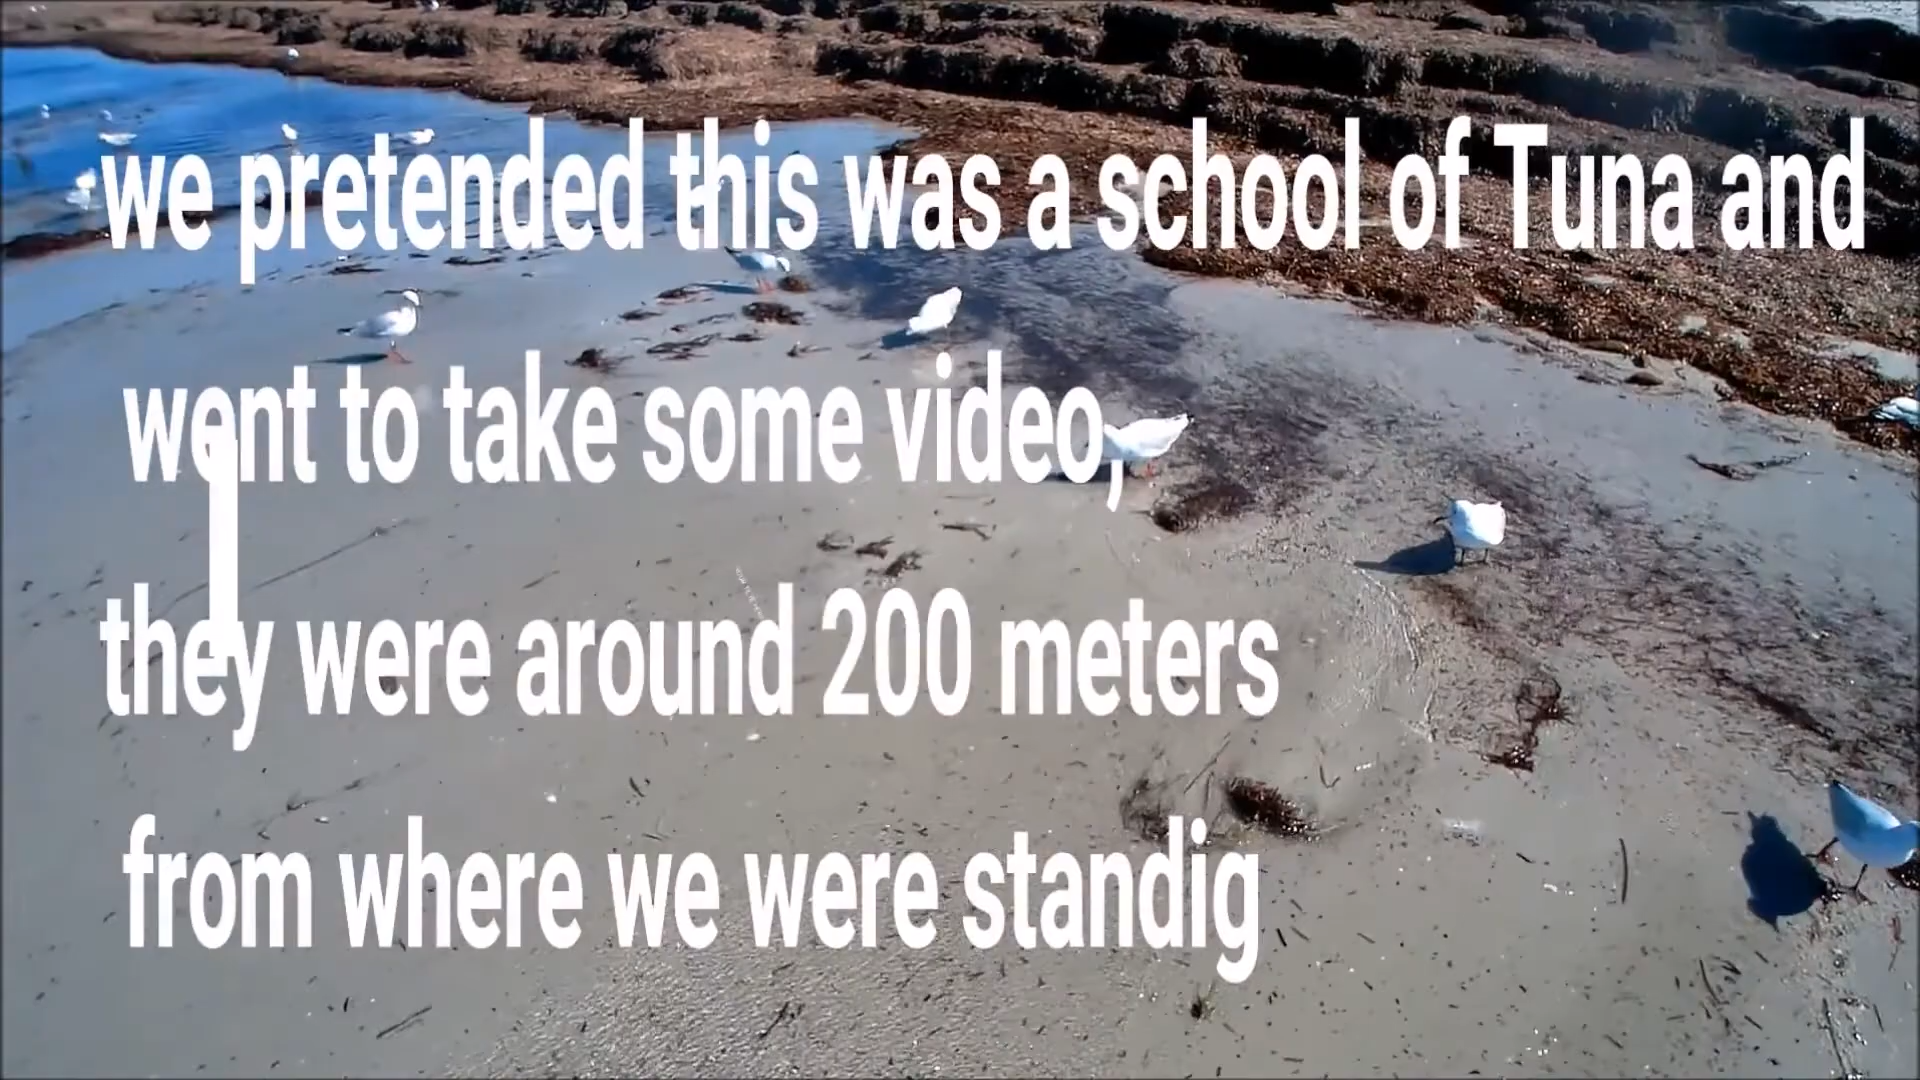 we pretended this was a school of Tuna and
went to take some video,
they were around 200 meters
from where we were standig